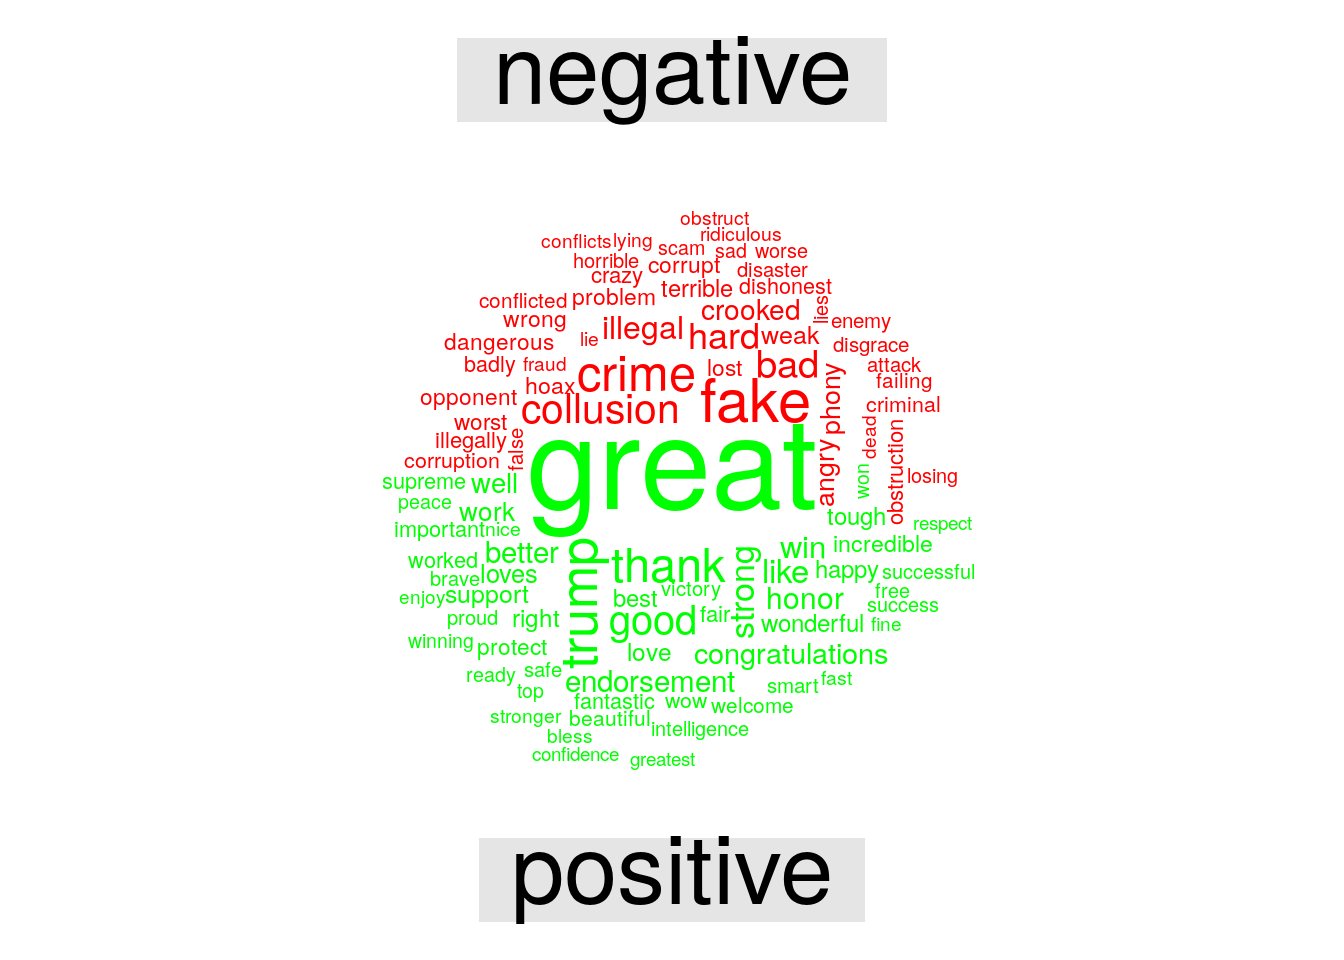 negative
obstruct
ridiculous
conflicts lying scam sad worse
horrible corrupt disaster
crazy
terrible dishonest
conflicted problem
crooked lies
wrong illegal hard weak enemy
dangerous lie disgrace
badly fraud crime lost bad attack
hoax fake phony failing
opponent collusion criminal
worst
illegally false angry dead obstruction
corruption losing
great
supreme well won
peace work tough respect
important nice
worked better trump thank strong win incredible
brave loves like happy successful
enjoy support best victory honor free
success
proud right good fair wonderful fine
winning protect love congratulations
ready safe endorsement smart fast
top fantastic wow welcome
stronger beautiful intelligence
bless
confidence greatest
positive